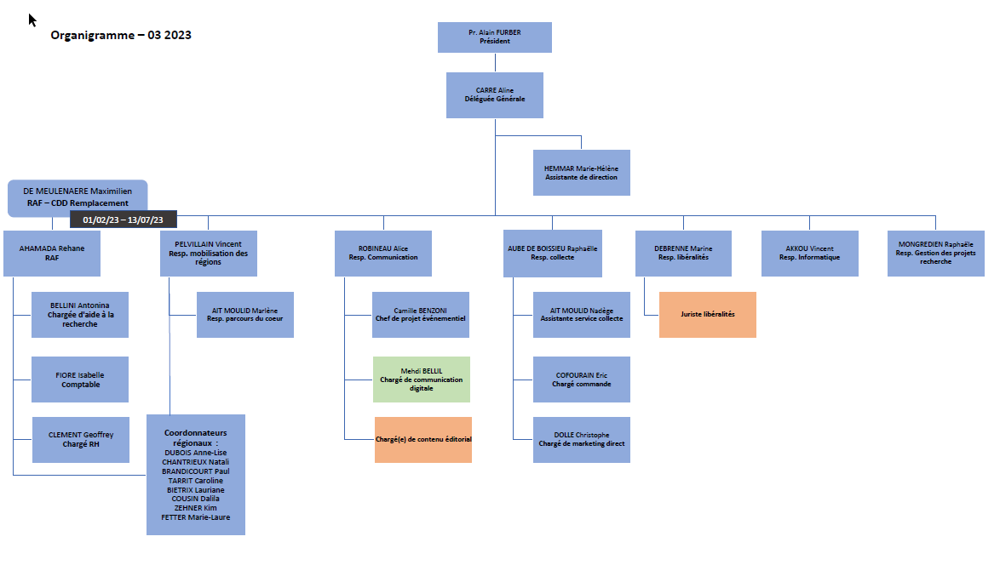 Organigramme – 03 2023
Pr. Alain FURBER
Président
CARRE Aline
Déléguée Générale
HEMMAR Marie-Hélène
Assistante de direction
DE MEULENAERE Maximilien
RAF – CDD Remplacement
01/02/23 – 13/07/23
AHAMADA Rehane
RAF
PELVILLAIN Vincent
Resp. mobilisation des
régions
ROBINEAU Alice
Resp. Communication
AUBE DE BOISSIEU Raphaëlle
Resp. collecte
DEBRENNE Marine
Resp. libéralités
AKKOU Vincent
Resp. Informatique
MONGREDIEN Raphaëlle
Resp. Gestion des projets
recherche
BELLINI Antonina
Chargée d'aide à la
recherche
AIT MOULID Marlène
Resp. parcours du coeur
Camille BENZONI
Chef de projet événementiel
AIT MOULID Nadège
Assistante service collecte
Juriste libéralités
FIORE Isabelle
Comptable
Mehdi BELLIL
Chargé de communication
digitale
COFOURAIN Eric
Chargé commande
CLEMENT Geoffrey
Chargé RH
Coordonnateurs
régionaux :
DUBOIS Anne-Lise
CHANTRIEUX Natali
BRANDICOURT Paul
TARRIT Caroline
BIETRIX Lauriane
COUSIN Dalila
ZEHNER Kim
FETTER Marie-Laure
Chargé(e) de contenu éditorial
DOLLE Christophe
Chargé de marketing direct